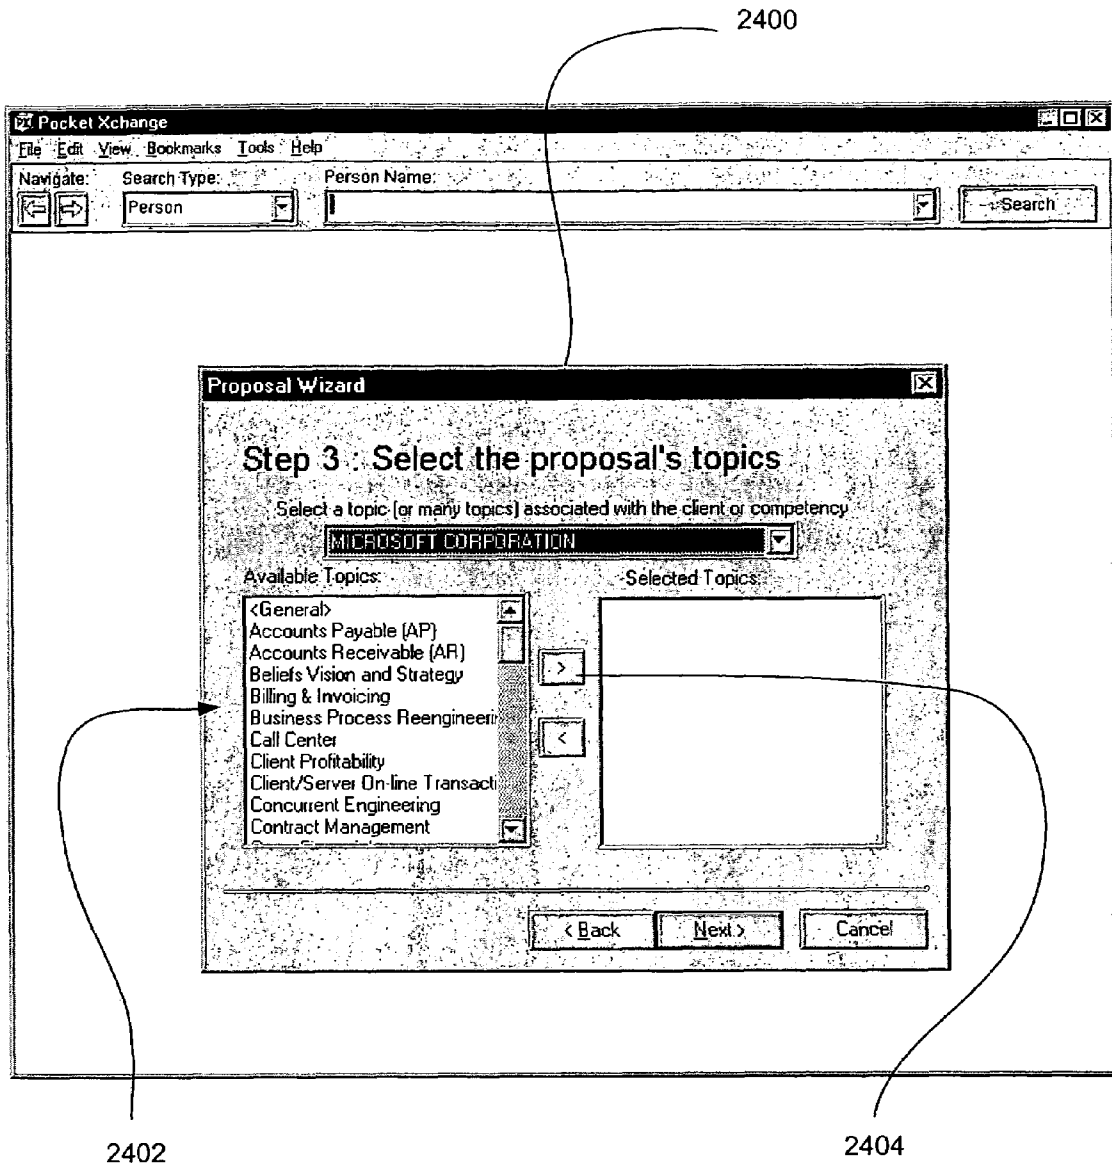 2400
Pocket Xchange
File Edit View Bookmarks Tools Help
Navigate: Search Type: Person Name:
Person Search
Proposal Wizard
Step 3 : Select the proposal's topics
Select a topic (or many topics) associated with the client or competency
MICROSOFT CORPORATION
Available Topics: Selected Topics:
<General>
Accounts Payable (AP)
Accounts Receivable (AR)
Beliefs Vision and Strategy
>
Billing & Invoicing
Business Process Reengineerin
<
Call Center
Client Profitability
Client/Server On-line Transacti
Concurrent Engineering
Contract Management
< Back Next > Cancel
2402 2404